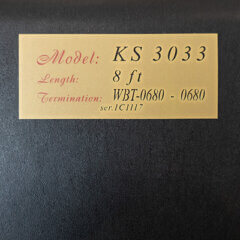 Model: KS 3033
Length: 8 ft
Termination: WBT-0680 - 0680
ser.1C1117